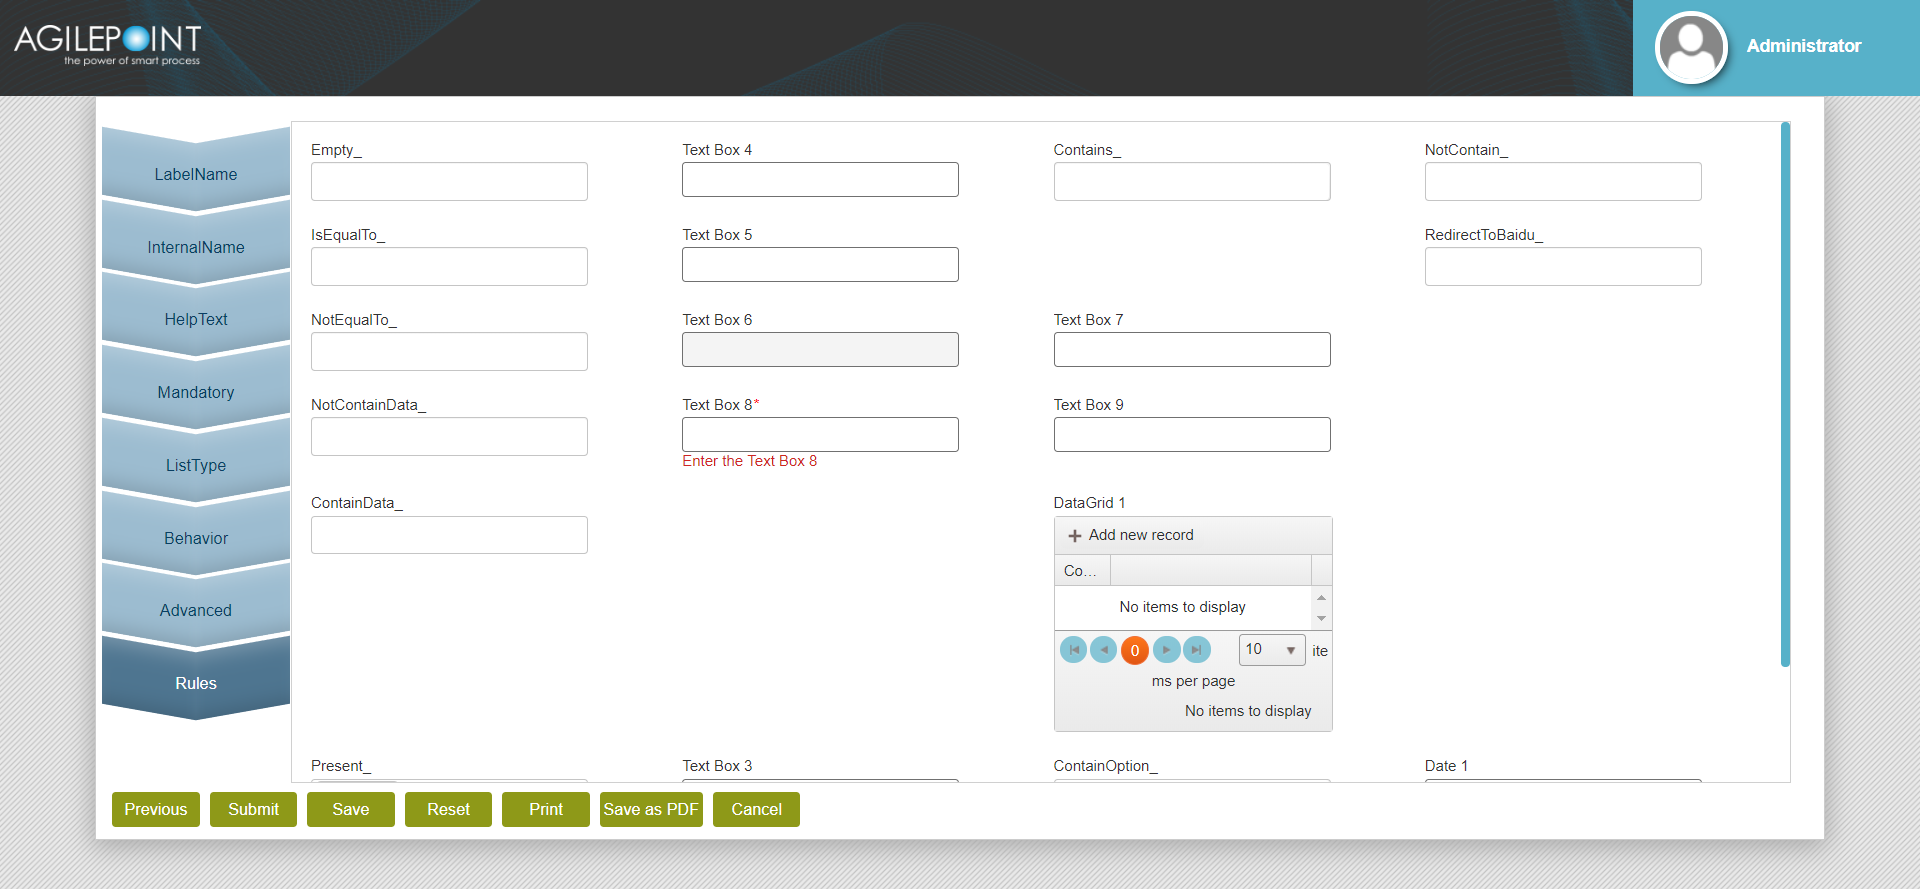 AGILEPOINT
the power of smart process
Administrator
LabelName
InternalName
HelpText
Mandatory
ListType
Behavior
Advanced
Rules
Empty_
Text Box 4
Contains_
NotContain_
IsEqualTo_
Text Box 5
RedirectToBaidu_
NotEqualTo_
Text Box 6
Text Box 7
NotContainData_
Text Box 8*
Text Box 9
Enter the Text Box 8
ContainData_
DataGrid 1
+ Add new record
Co...
No items to display
0
10
ite
ms per page
No items to display
Present_
Text Box 3
ContainOption_
Date 1
Previous
Submit
Save
Reset
Print
Save as PDF
Cancel